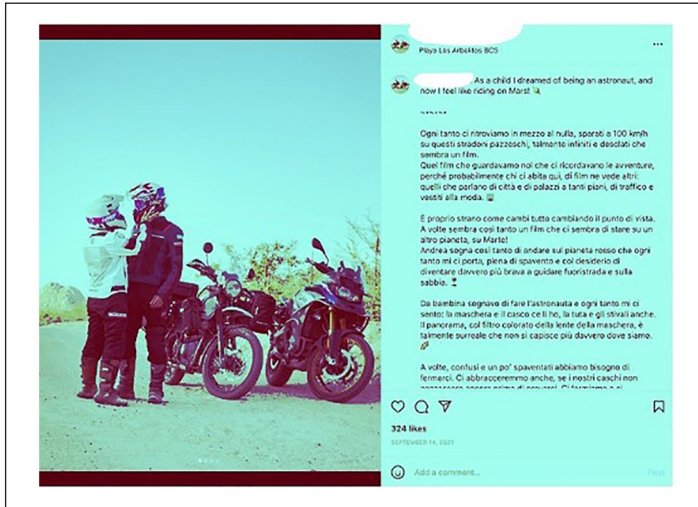 Playa Los Arbolitos BCS
As a child I dreamed of being an astronaut, and
now I feel like riding on Mars!
~~~~~~
Ogni tanto ci ritroviamo in mezzo al nulla, sparati a 100 km/h
su questi stradoni pazzeschi, talmente infiniti e desolati che
sembra un film.
Quei film che guardavamo noi che ci ricordavano le avventure,
perché probabilmente chi ci abita qui, di film ne vede altri:
quelli che parlano di città e di palazzi a tanti piani, di traffico e
vestiti alla moda.
È proprio strano come cambi tutto cambiando il punto di vista.
A volte sembra così tanto un film che ci sembra di stare su un
altro pianeta, su Marte!
Andrea sogna così tanto di andare sul pianeta rosso che ogni
tanto mi ci porta, piena di spavento e col desiderio di
diventare davvero più brava a guidare fuoristrada e sulla
sabbia.
Da bambina sognavo di fare l'astronauta e ogni tanto mi ci
sento: la maschera e il casco ce li ho, la tuta e gli stivali anche.
Il panorama, col filtro colorato della lente della maschera, è
talmente surreale che non si capisce più davvero dove siamo.
A volte, confusi e un po' spaventati abbiamo bisogno di
fermarci. Ci abbracceremmo anche, se i nostri caschi non
324 likes
SEPTEMBER 14, 2021
Add a comment...
Post